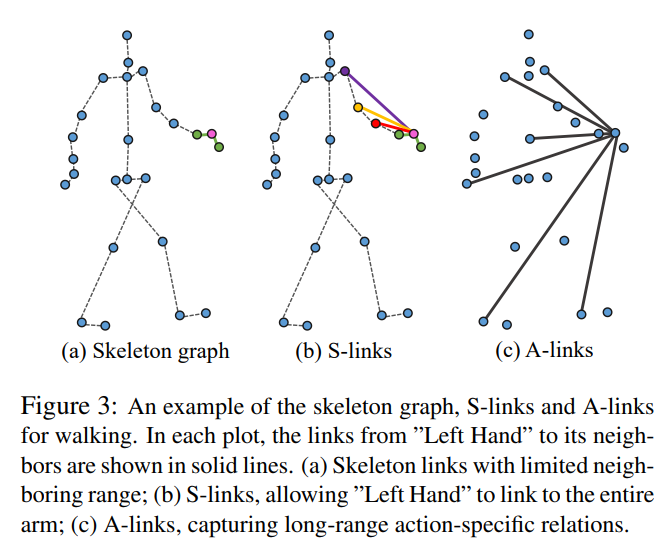 (a) Skeleton graph
(b) S-links
(c) A-links
Figure 3: An example of the skeleton graph, S-links and A-links
for walking. In each plot, the links from ”Left Hand” to its neigh-
bors are shown in solid lines. (a) Skeleton links with limited neigh-
boring range; (b) S-links, allowing ”Left Hand” to link to the entire
arm; (c) A-links, capturing long-range action-specific relations.